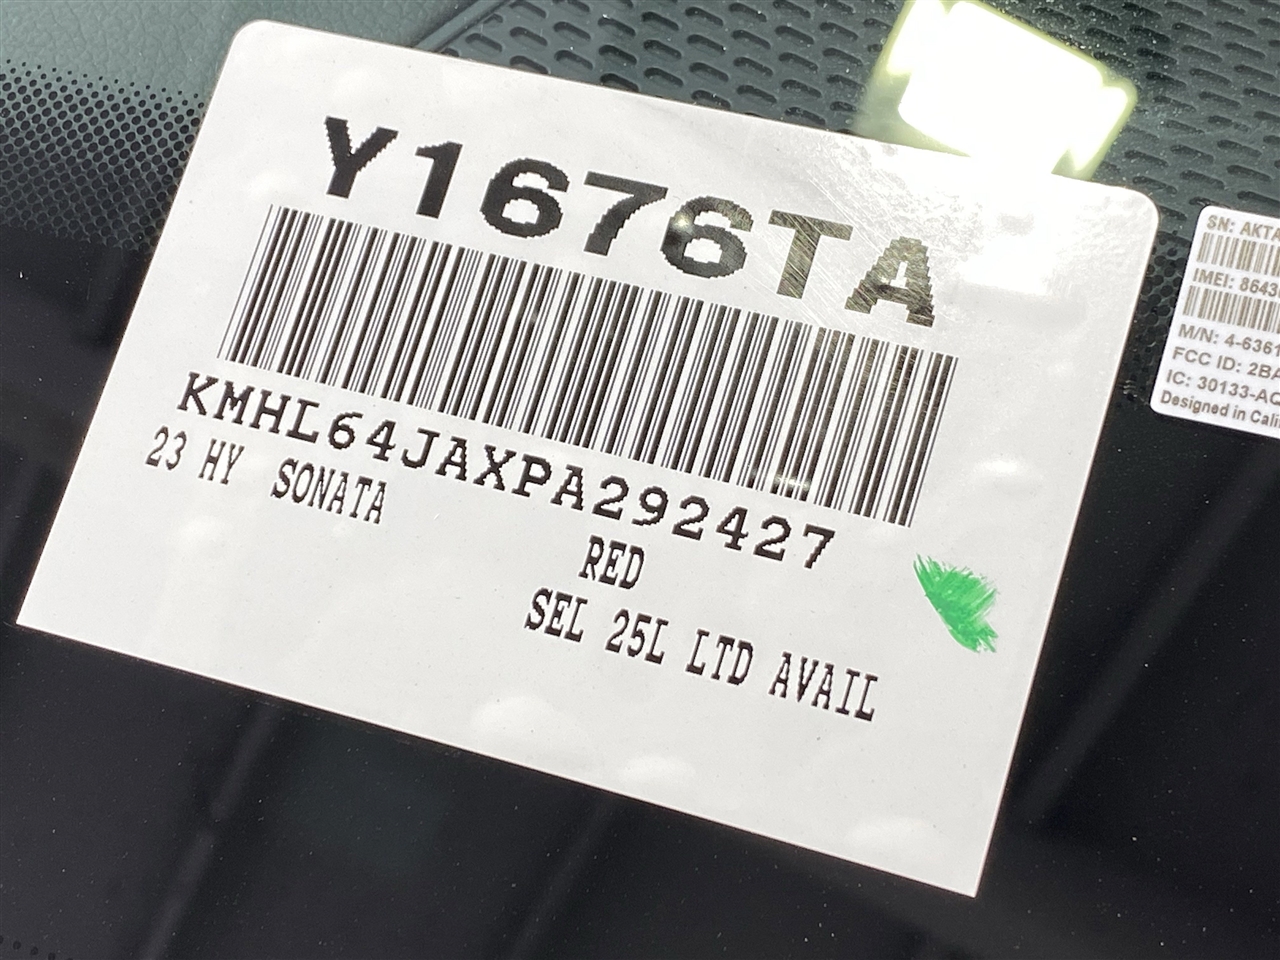 Y1676TA
KMHL64JAXPA292427
23 HY SONATA
RED
SEL 25L LTD AVAIL
SN: AKTA
IMEI: 8643
M/N: 4-6361
FCC ID: 2BA
IC: 30133-AQ
Designed in Calif